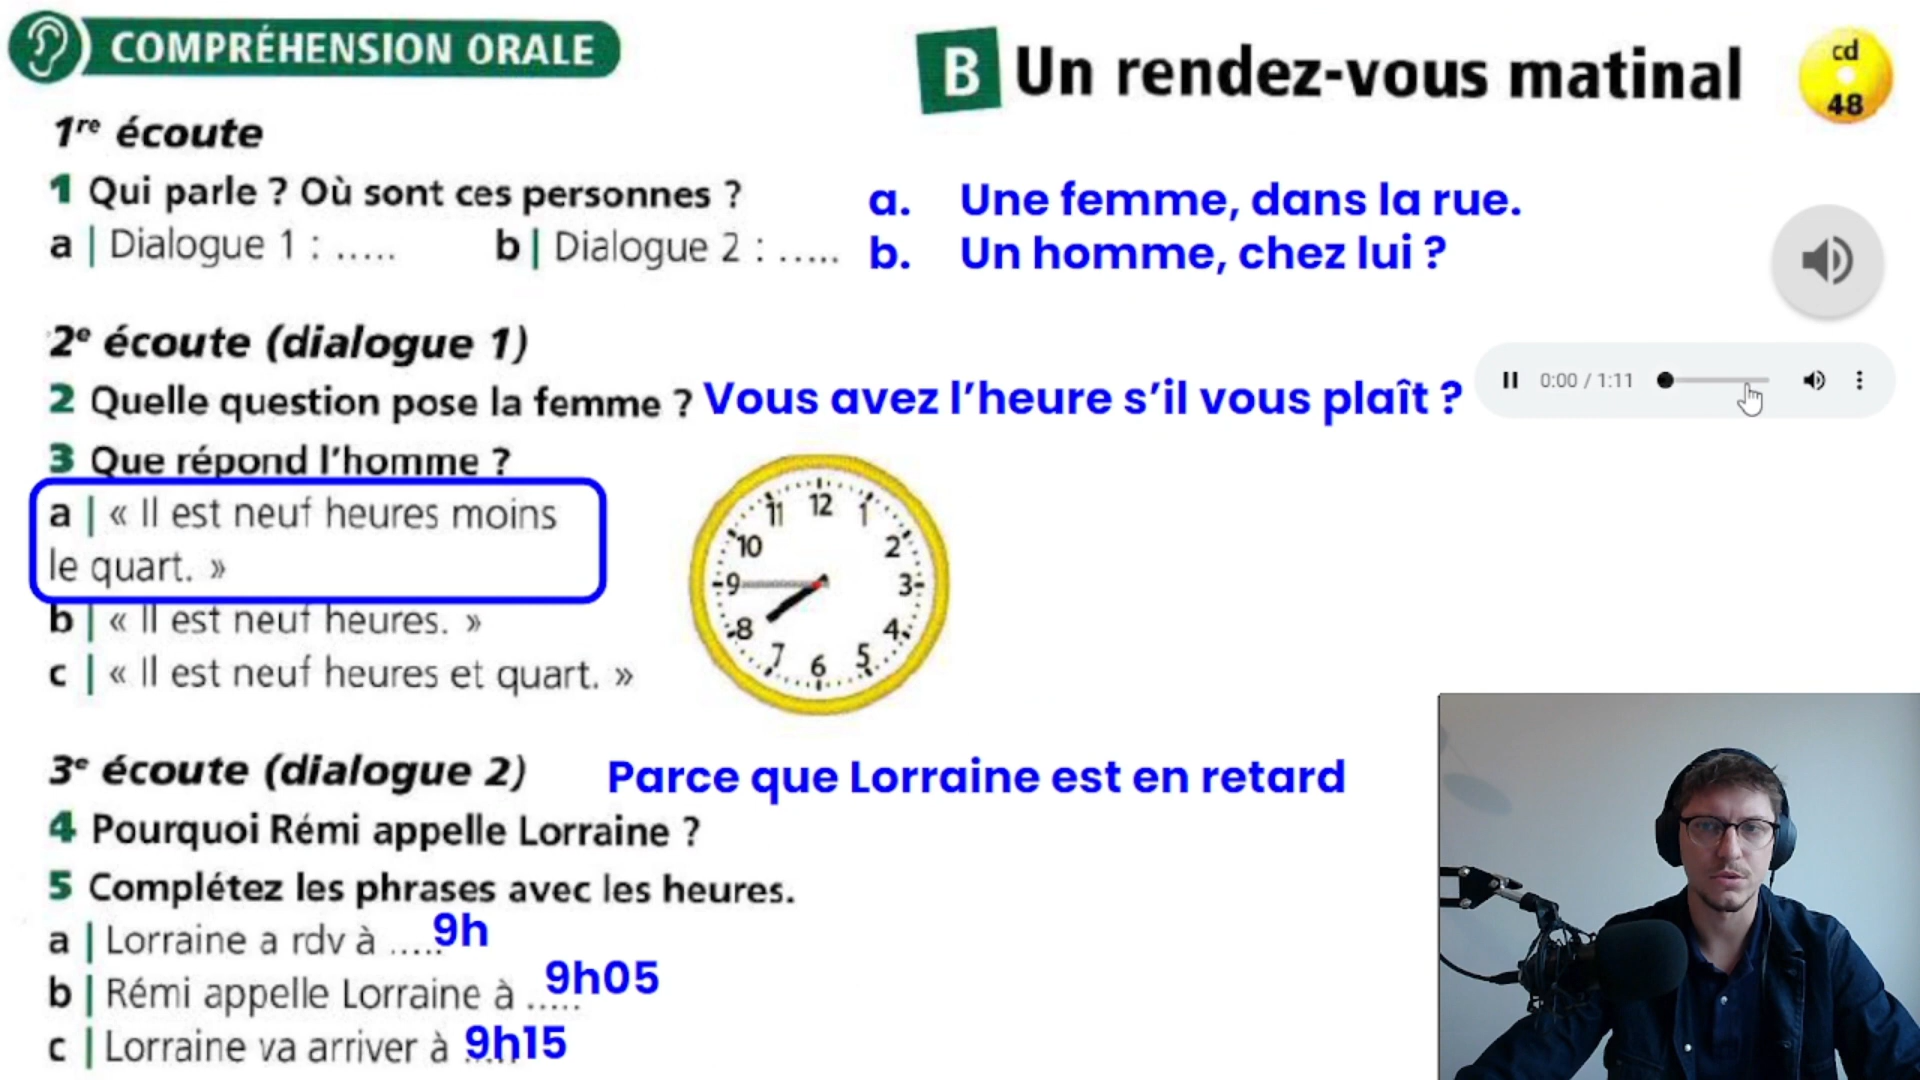 COMPRÉHENSION ORALE
B Un rendez-vous matinal
cd
48
1re écoute
1 Qui parle ? Où sont ces personnes ?
a | Dialogue 1 : ..... b | Dialogue 2 : .....
a. Une femme, dans la rue.
b. Un homme, chez lui ?
2e écoute (dialogue 1)
2 Quelle question pose la femme ? Vous avez l'heure s'il vous plaît ?
0:00 / 1:11
3 Que répond l'homme ?
a | « Il est neuf heures moins
le quart. »
b | « Il est neuf heures. »
c | « Il est neuf heures et quart. »
12
1
2
3
4
5
6
7
8
9
10
11
3e écoute (dialogue 2)
Parce que Lorraine est en retard
4 Pourquoi Rémi appelle Lorraine ?
5 Complétez les phrases avec les heures.
a | Lorraine a rdv à ..... 9h
b | Rémi appelle Lorraine à ..... 9h05
c | Lorraine va arriver à ..... 9h15